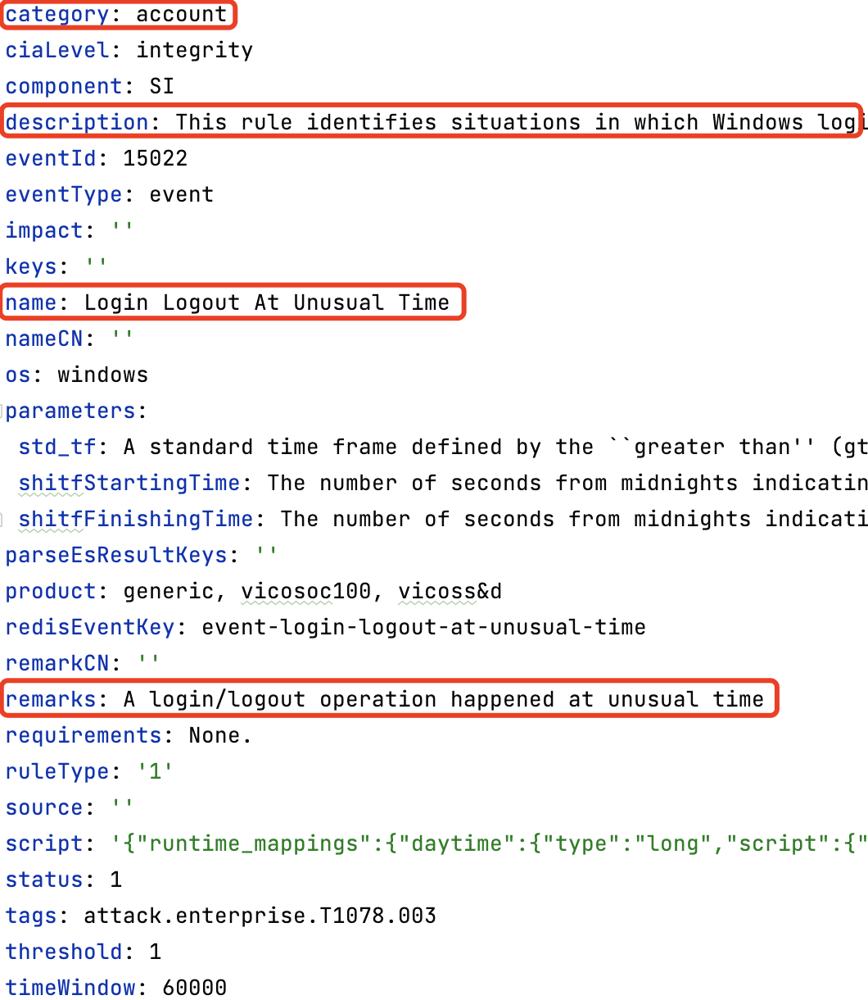 category: account
ciaLevel: integrity
component: SI
description: This rule identifies situations in which Windows logi
eventId: 15022
eventType: event
impact: ''
keys: ''
name: Login Logout At Unusual Time
nameCN: ''
os: windows
parameters:
std_tf: A standard time frame defined by the ``greater than'' (gt
shitfStartingTime: The number of seconds from midnights indicatin
shitfFinishingTime: The number of seconds from midnights indicati
parseEsResultKeys: ''
product: generic, vicosoc100, vicoss&d
redisEventKey: event-login-logout-at-unusual-time
remarkCN: ''
remarks: A login/logout operation happened at unusual time
requirements: None.
ruleType: '1'
source: ''
script: '{"runtime_mappings":{"daytime":{"type":"long","script":{"
status: 1
tags: attack.enterprise.T1078.003
threshold: 1
timeWindow: 60000